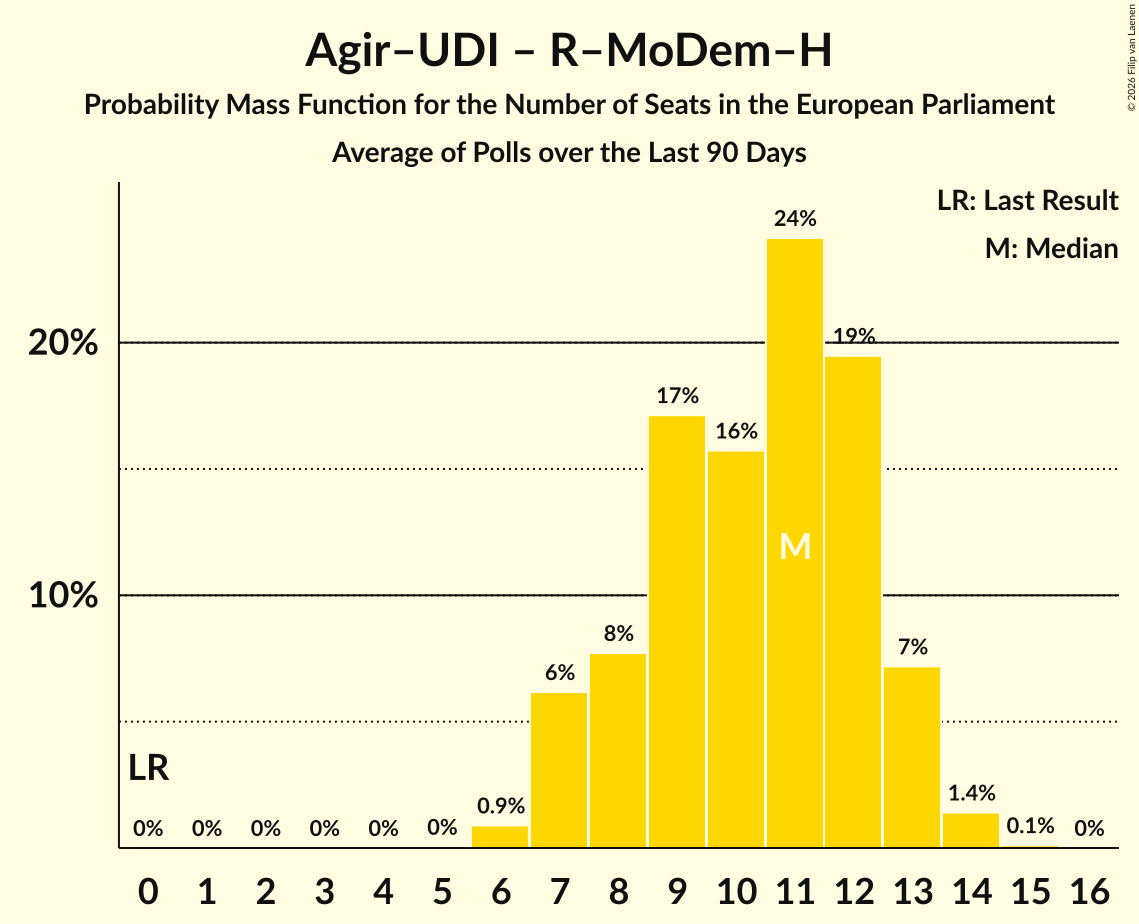 Agir–UDI – R–MoDem–H
Probability Mass Function for the Number of Seats in the European Parliament
Average of Polls over the Last 90 Days
© 2026 Filip van Laenen
LR: Last Result
M: Median
24%
19%
17%
16%
8%
7%
6%
1.4%
0.9%
0.1%
0% 0% 0% 0% 0% 0% 0%
20%
10%
M
LR
0 1 2 3 4 5 6 7 8 9 10 11 12 13 14 15 16